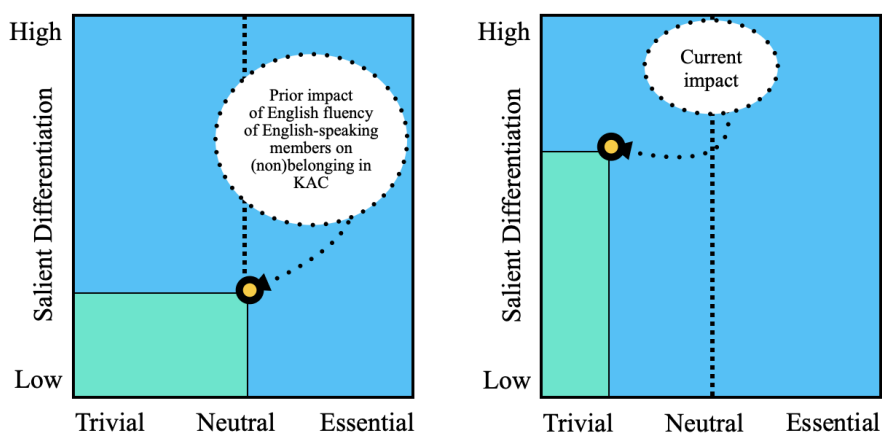 High
Salient Differentiation
Low
Trivial Neutral Essential
Prior impact
of English fluency
of English-speaking
members on
(non)belonging in
KAC
High
Salient Differentiation
Low
Trivial Neutral Essential
Current
impact